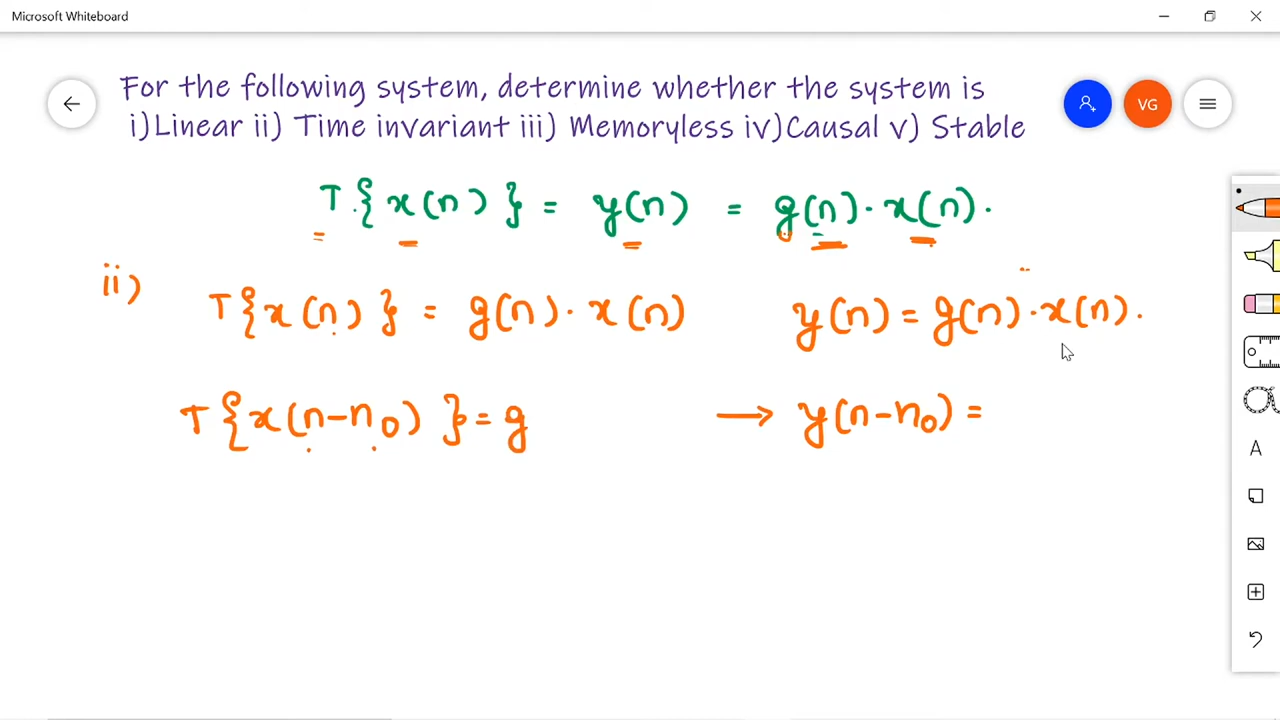 Microsoft Whiteboard
For the following system, determine whether the system is
i)Linear ii) Time invariant iii) Memoryless iv)Causal v) Stable
VG
T{x(n)} = y(n) = g(n)·x(n).
ii) T{x(n)} = g(n)·x(n) y(n) = g(n)·x(n).
T{x(n-n₀)} = g → y(n-n₀) =
A